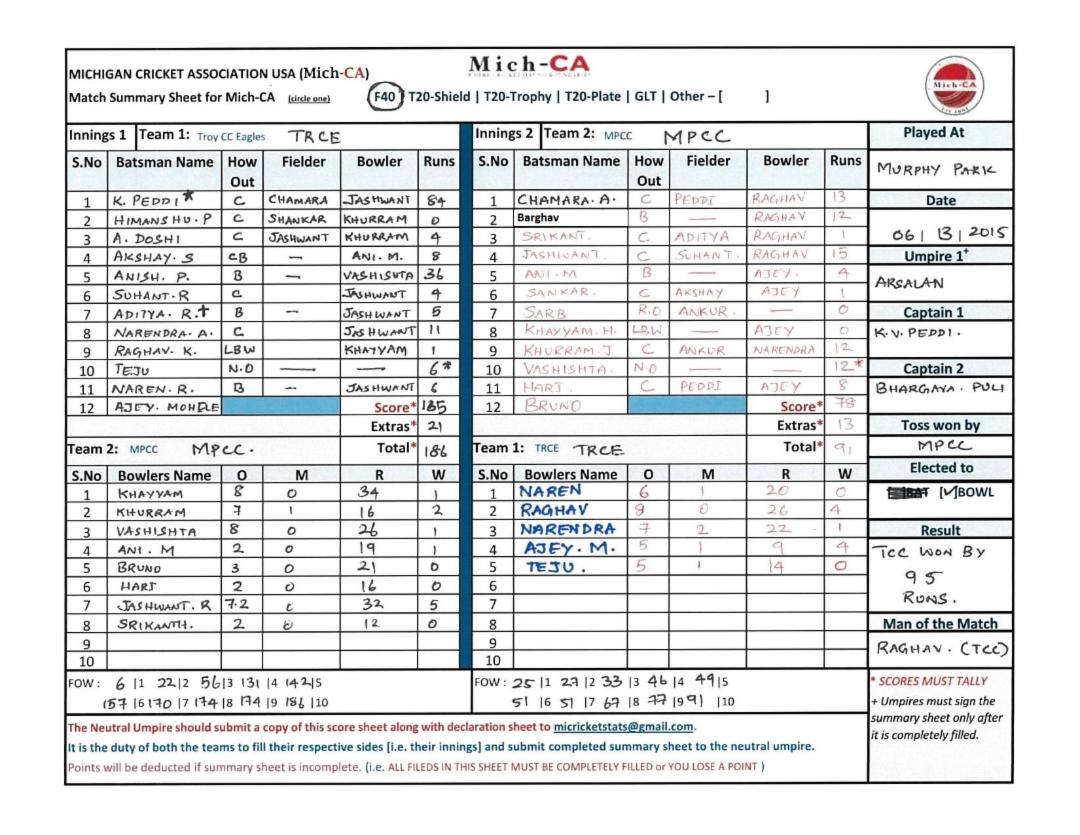 Mich-CA
MICHIGAN CRICKET ASSOCIATION USA (Mich-CA)
Match Summary Sheet for Mich-CA (circle one) F40 | T20-Shield | T20-Trophy | T20-Plate | GLT | Other – [ ]
Mich-CA
Innings 1 Team 1: Troy CC Eagles TRCE
S.No Batsman Name How Out Fielder Bowler Runs
1 K. PEDDI* C CHAMARA JASHWANT 84
2 HIMANSHU. P C SHANKAR KHURRAM 0
3 A. DOSHI C JASHWANT KHURRAM 4
4 AKSHAY. S CB – ANI. M. 8
5 ANISH. P. B – VASHISHTA 36
6 SUHANT. R C JASHWANT 4
7 ADITYA. R.+ B – JASHWANT 5
8 NARENDRA. A. C JASHWANT 11
9 RAGHAV. K. LBW KHAYYAM 1
10 TEJU N.O — — 6*
11 NAREN. R. B – JASHWANT 6
12 AJEY. Score* 165
Extras* 21
Team 2: MPCC MPCC. Total* 186
S.No Bowlers Name O M R W
1 KHAYYAM 8 0 34 1
2 KHURRAM 7 1 16 2
3 VASHISHTA 8 0 26 1
4 ANI. M 2 0 19 1
5 BRUNO 3 0 21 0
6 HARI 2 0 16 0
7 JASHWANT. R 7.2 0 32 5
8 SRIKANTH. 2 0 12 0
9
10
FOW: 6 |1 22|2 56|3 131 |4 142|5
157 |6 170 |7 174|8 174 |9 186 |10
Innings 2 Team 2: MPCC MPCC
S.No Batsman Name How Out Fielder Bowler Runs
1 CHAMARA. A. C PEDDI RAGHAV 13
2 Barghav B — RAGHAV 12
3 SRIKANT. C ADITYA RAGHAV 1
4 JASHWANT. C SUHANT. RAGHAV 15
5 ANI. M B — AJEY. 4
6 SANKAR. C AKSHAY AJEY 1
7 SARB R.O ANKUR. — 0
8 KHAYYAM. H. LBW — AJEY 0
9 KHURRAM. J C ANKUR NARENDRA 12
10 VASHISHTA. N.O — — 12*
11 HARI. C PEDDI AJEY 8
12 BRUNO Score* 78
Extras* 13
Team 1: TRCE TRCE Total* 91
S.No Bowlers Name O M R W
1 NAREN 6 1 20 0
2 RAGHAV 9 0 26 4
3 NARENDRA 7 2 22 1
4 AJEY. M. 5 1 9 4
5 TEJU. 5 1 14 0
6
7
8
9
10
FOW: 25 |1 27 |2 33 |3 46 |4 49|5
51 |6 51 |7 67 |8 77 |9 91 |10
Played At
MURPHY PARK
Date
06 | 13 | 2015
Umpire 1+
ARSALAN
Captain 1
K.V. PEDDI.
Captain 2
BHARGAVA. PULI
Toss won by
MPCC
Elected to
[✓]BOWL
Result
TCC WON BY
95
RUNS.
Man of the Match
RAGHAV. (TCC)
* SCORES MUST TALLY
+ Umpires must sign the
summary sheet only after
it is completely filled.
The Neutral Umpire should submit a copy of this score sheet along with declaration sheet to micricketstats@gmail.com.
It is the duty of both the teams to fill their respective sides [i.e. their innings] and submit completed summary sheet to the neutral umpire.
Points will be deducted if summary sheet is incomplete. (i.e. ALL FILEDS IN THIS SHEET MUST BE COMPLETELY FILLED or YOU LOSE A POINT )